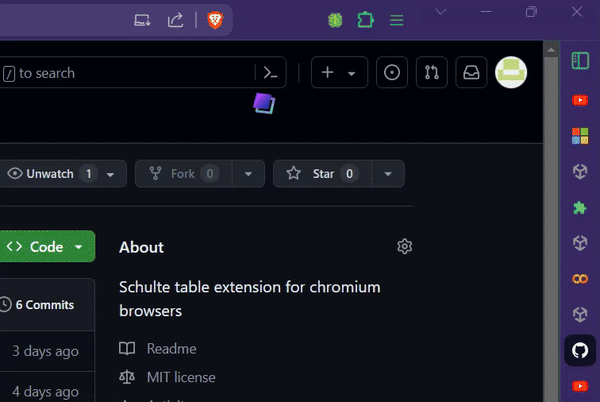 / to search
Unwatch 1
Fork 0
Star 0
Code
About
Schulte table extension for chromium
browsers
6 Commits
Readme
3 days ago
MIT license
4 days ago